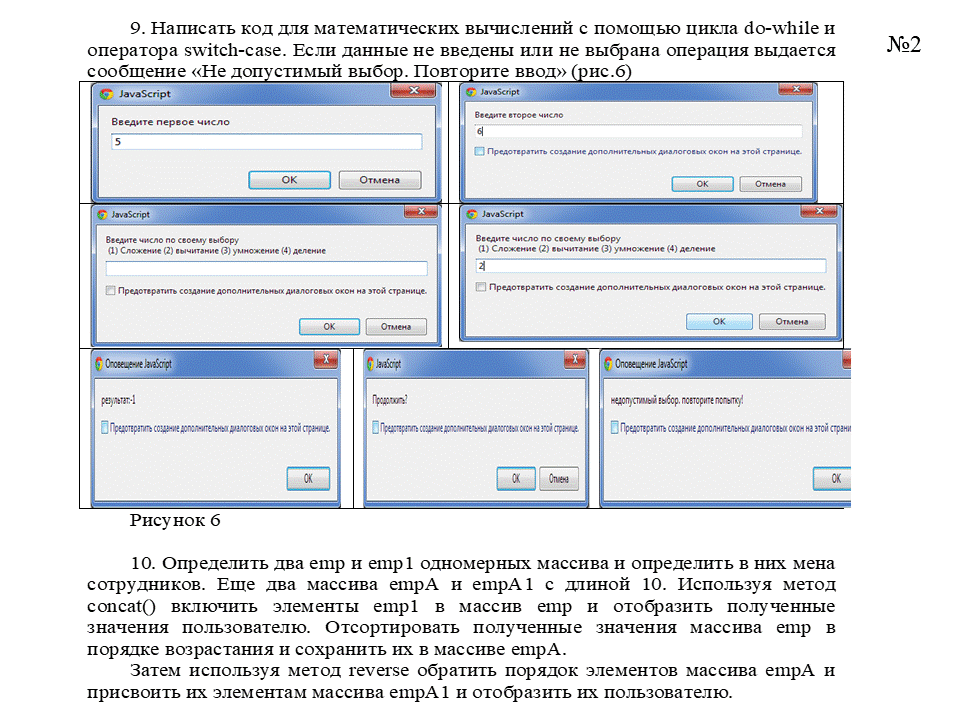 9. Написать код для математических вычислений с помощью цикла do-while и
оператора switch-case. Если данные не введены или не выбрана операция выдается
сообщение «Не допустимый выбор. Повторите ввод» (рис.6)
№2
JavaScript
Введите первое число
5
OK
Отмена
JavaScript
Введите второе число
6
Предотвратить создание дополнительных диалоговых окон на этой странице.
OK
Отмена
JavaScript
Введите число по своему выбору
(1) Сложение (2) вычитание (3) умножение (4) деление
Предотвратить создание дополнительных диалоговых окон на этой странице.
OK
Отмена
JavaScript
Введите число по своему выбору
(1) Сложение (2) вычитание (3) умножение (4) деление
2
Предотвратить создание дополнительных диалоговых окон на этой странице.
OK
Отмена
Оповещение JavaScript
результат:-1
Предотвратить создание дополнительных диалоговых окон на этой странице.
OK
JavaScript
Продолжить?
Предотвратить создание дополнительных диалоговых окон на этой странице.
OK
Отмена
Оповещение JavaScript
недопустимый выбор. повторите попытку!
Предотвратить создание дополнительных диалоговых окон на этой стран
OK
Рисунок 6
10. Определить два emp и emp1 одномерных массива и определить в них мена
сотрудников. Еще два массива empA и empA1 с длиной 10. Используя метод
concat() включить элементы emp1 в массив emp и отобразить полученные
значения пользователю. Отсортировать полученные значения массива emp в
порядке возрастания и сохранить их в массиве empA.
Затем используя метод reverse обратить порядок элементов массива empA и
присвоить их элементам массива empA1 и отобразить их пользователю.